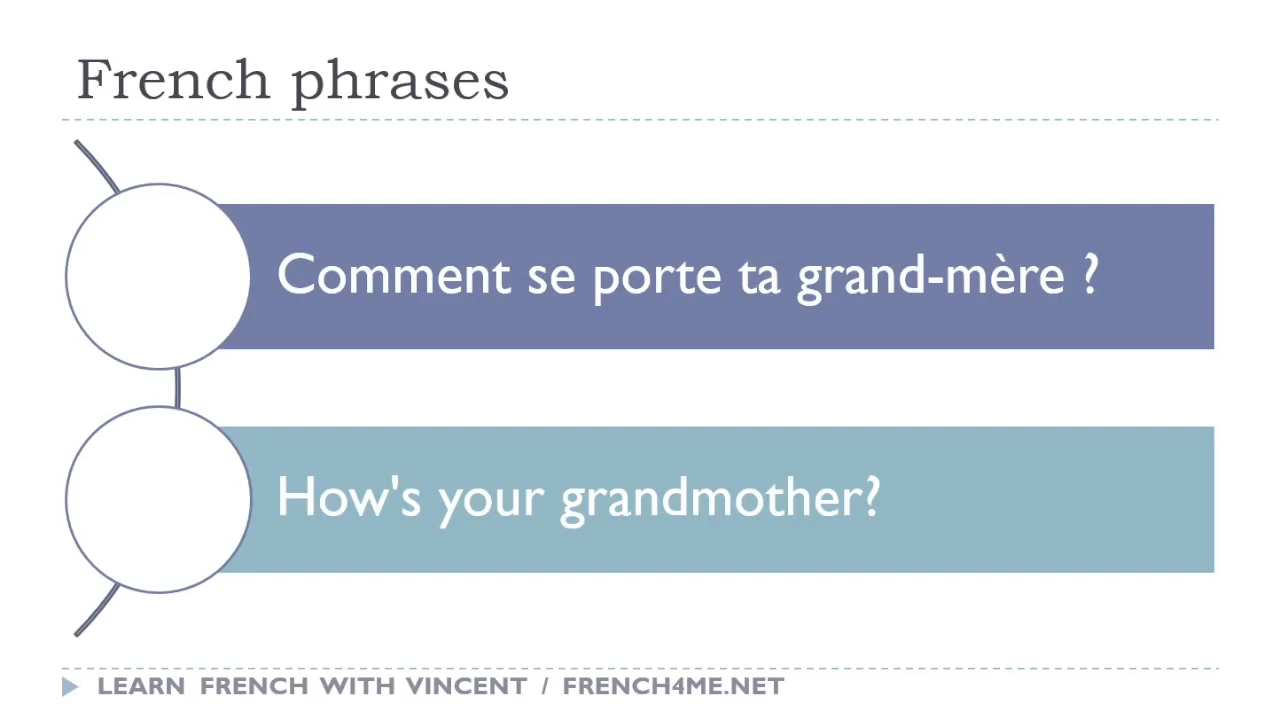 French phrases
Comment se porte ta grand-mère ?
How's your grandmother?
LEARN FRENCH WITH VINCENT / FRENCH4ME.NET